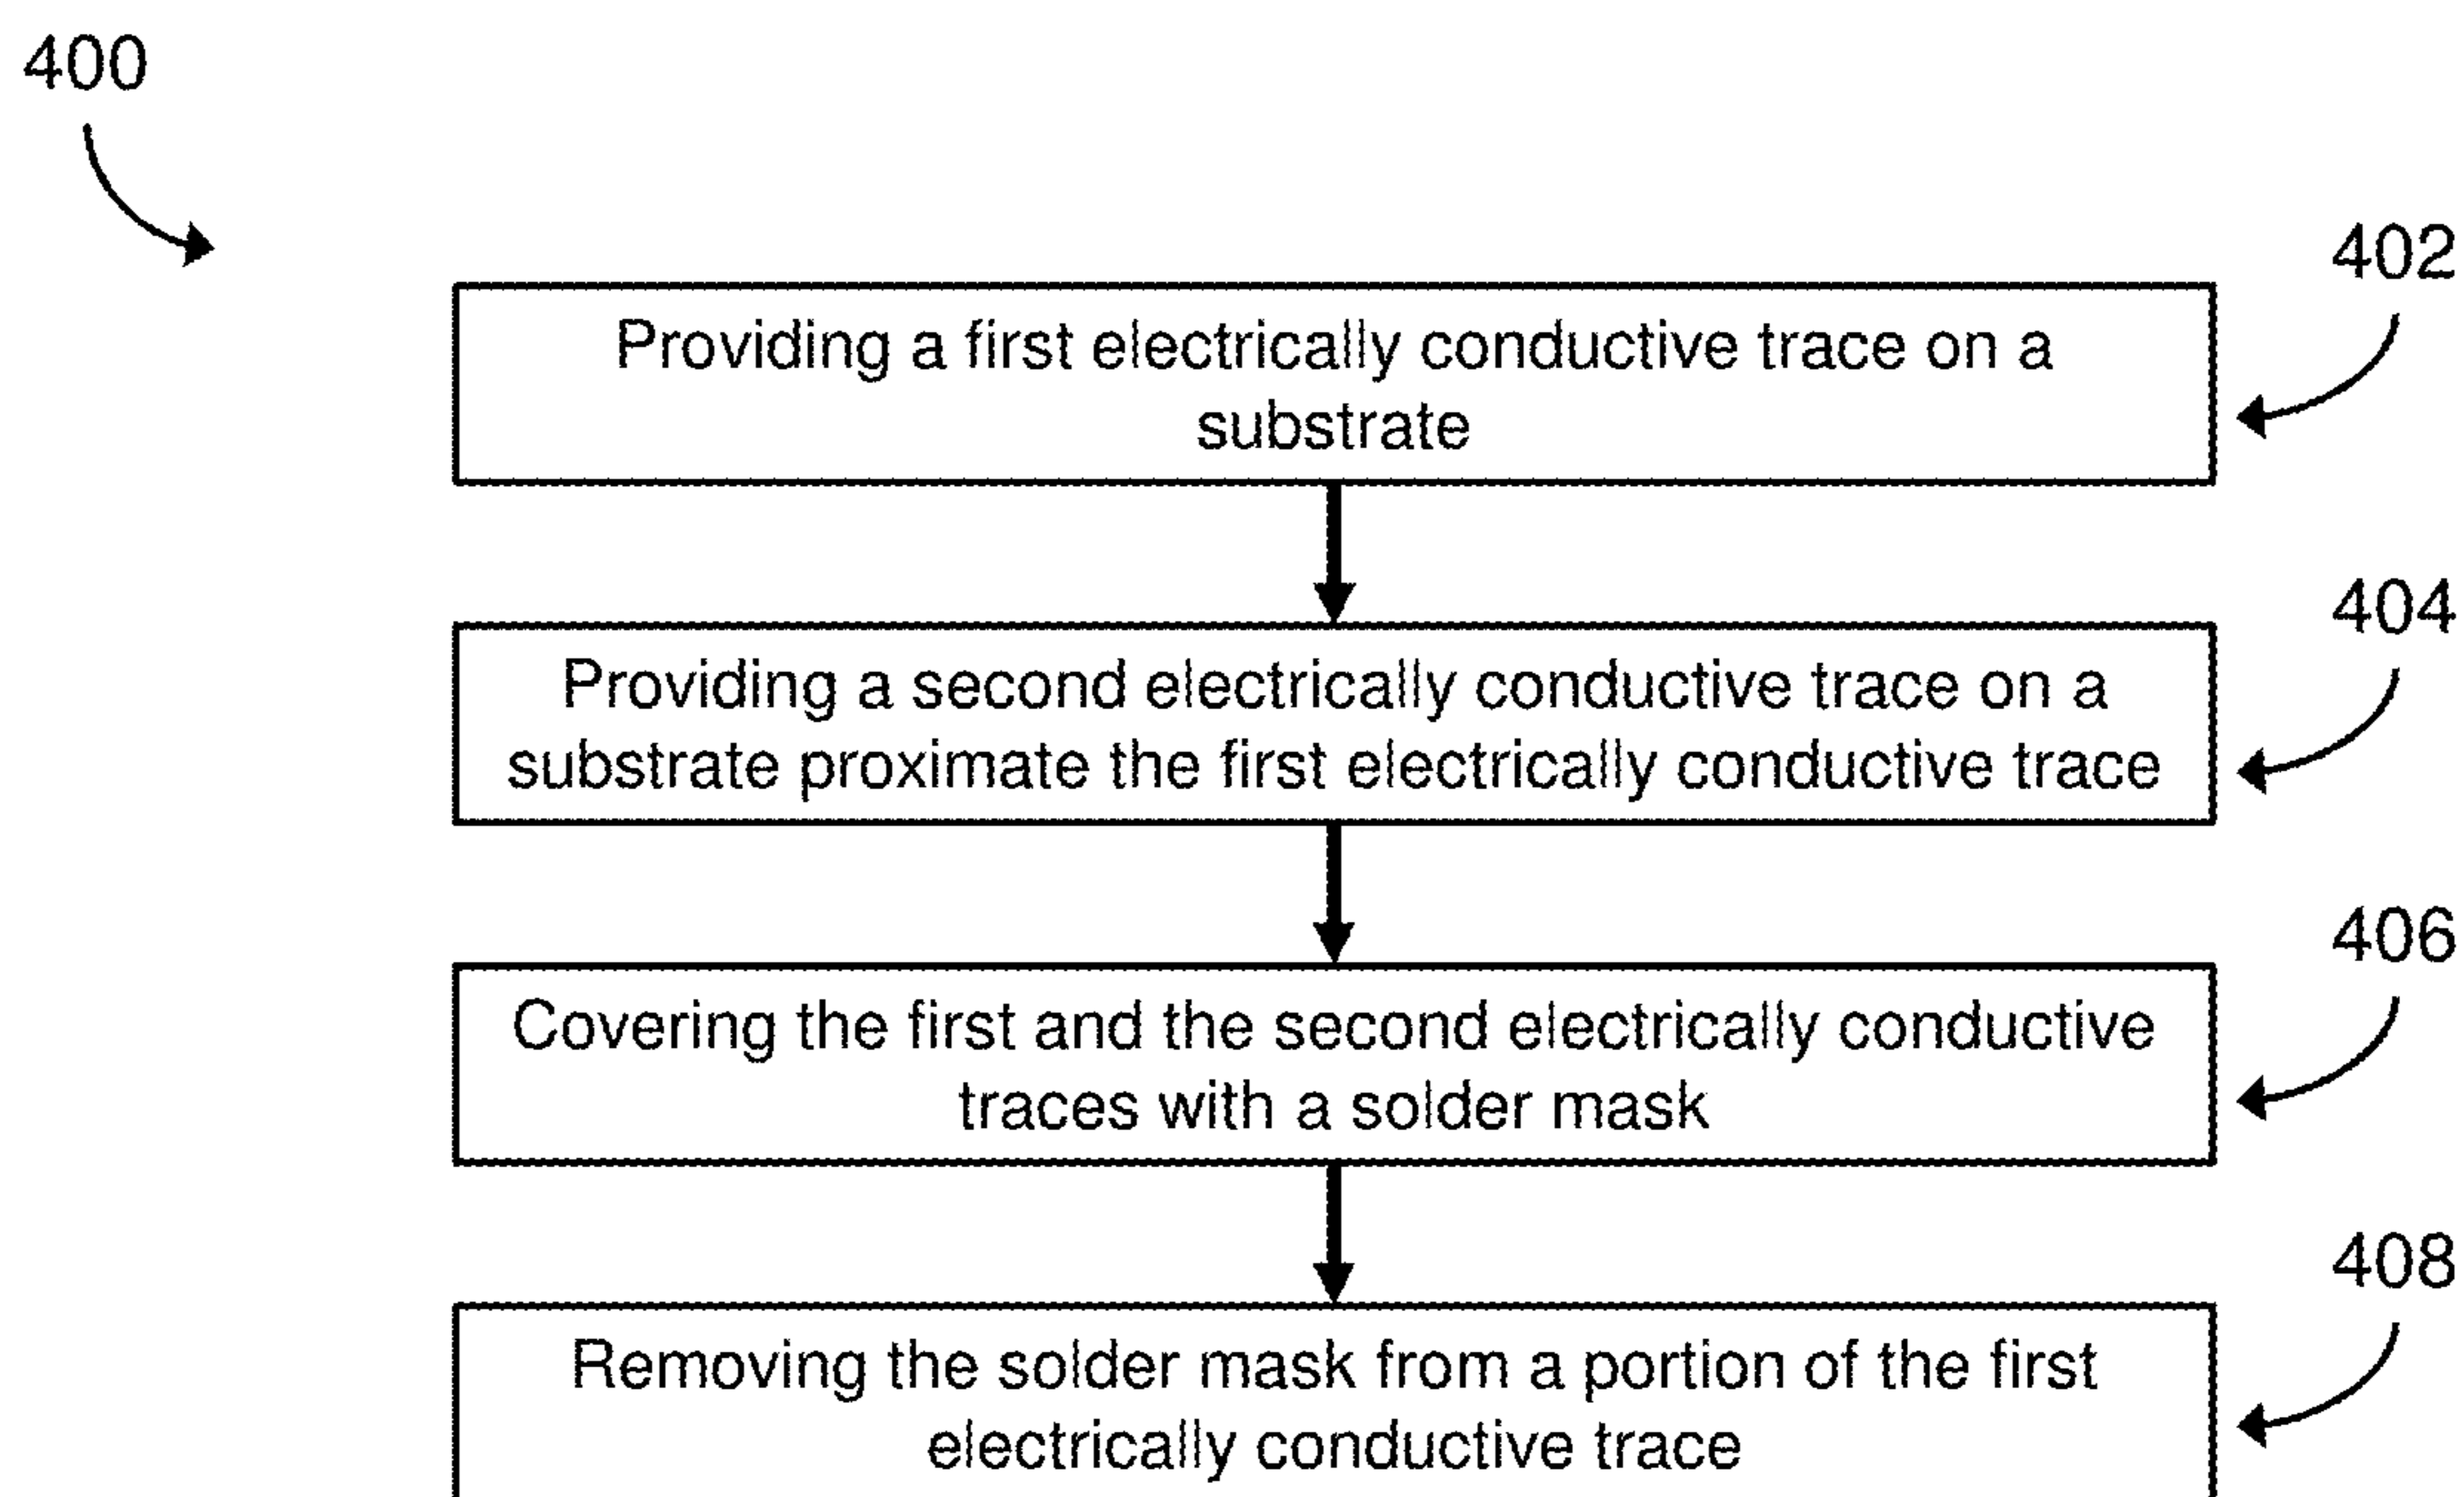 400
402
Providing a first electrically conductive trace on a
substrate
404
Providing a second electrically conductive trace on a
substrate proximate the first electrically conductive trace
406
Covering the first and the second electrically conductive
traces with a solder mask
408
Removing the solder mask from a portion of the first
electrically conductive trace